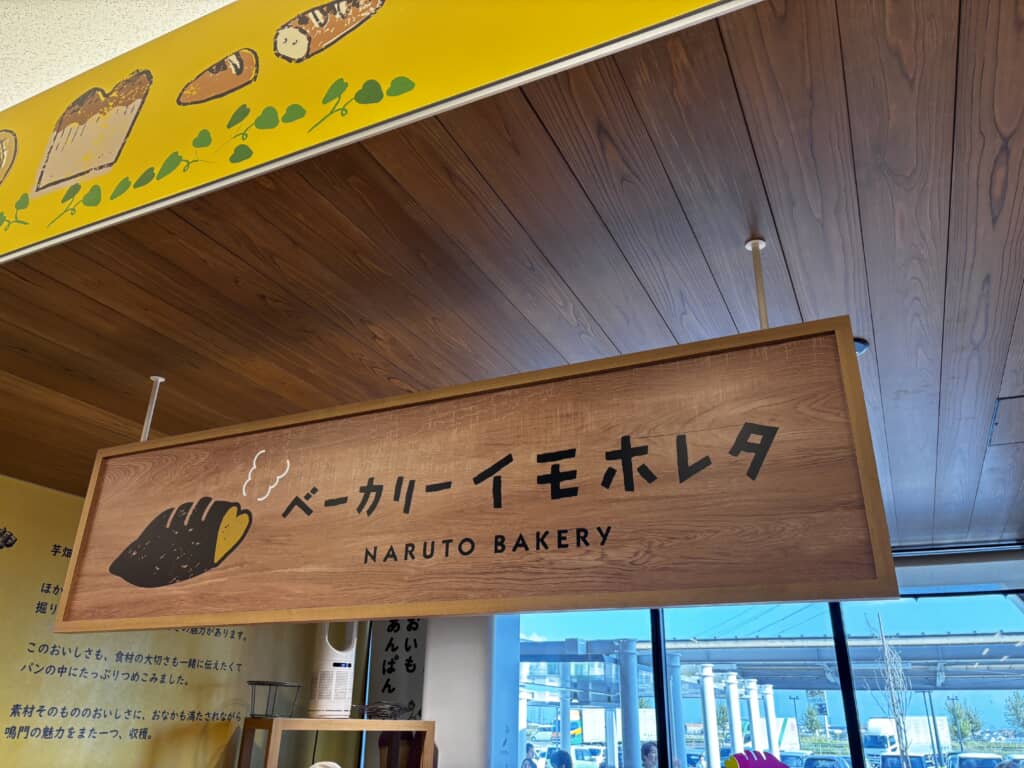 ベーカリー イモホレタ
NARUTO BAKERY
芋畑
ほか
掘り
の魅力があります。
このおいしさも、食材の大切さも一緒に伝えたくて
パンの中にたっぷりつめこみました。
素材そのもののおいしさに、おなかも満たされながら
鳴門の魅力をまた一つ、収穫。
おいも
あんぱん